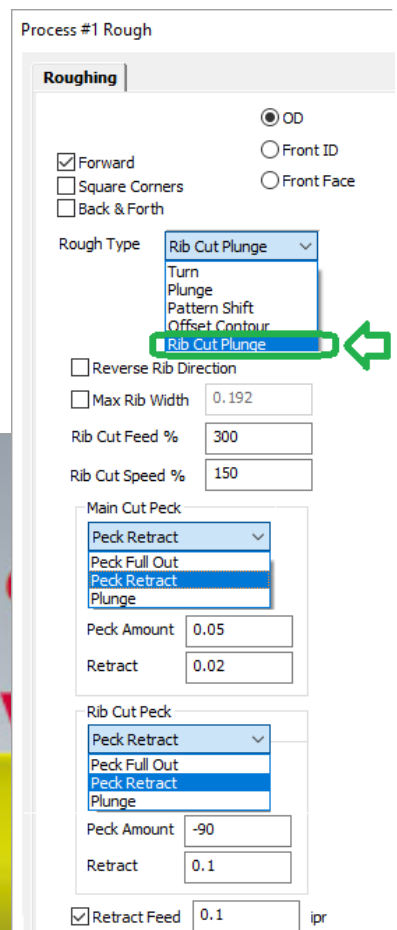 Process #1 Rough
Roughing
OD
Forward
Front ID
Square Corners
Front Face
Back & Forth
Rough Type Rib Cut Plunge
Turn
Plunge
Pattern Shift
Offset Contour
Rib Cut Plunge
Reverse Rib Direction
Max Rib Width 0.192
Rib Cut Feed % 300
Rib Cut Speed % 150
Main Cut Peck
Peck Retract
Peck Full Out
Peck Retract
Plunge
Peck Amount 0.05
Retract 0.02
Rib Cut Peck
Peck Retract
Peck Full Out
Peck Retract
Plunge
Peck Amount -90
Retract 0.1
Retract Feed 0.1 ipr